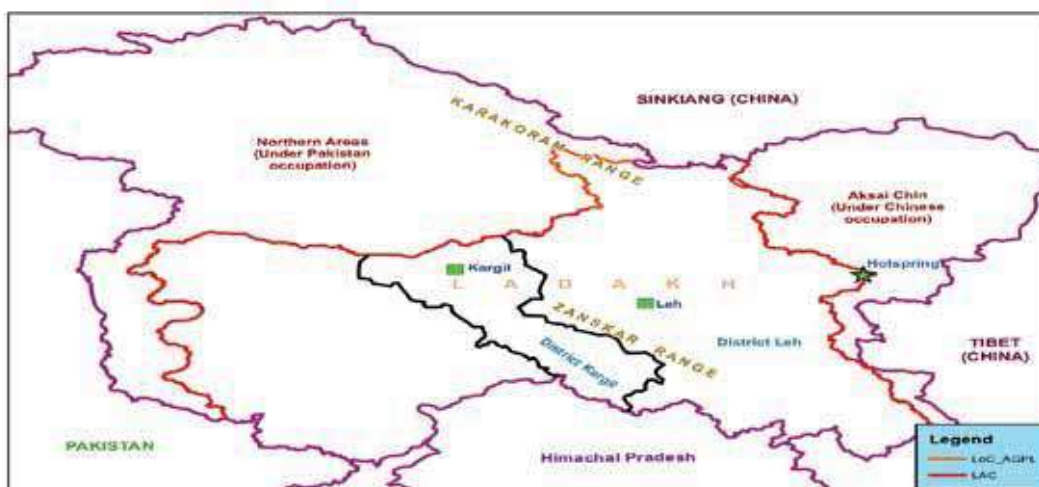 SINKIANG (CHINA)
KARAKORAM RANGE
Northern Areas
(Under Pakistan
occupation)
Aksai Chin
(Under Chinese
occupation)
Hotspring
Kargil
LADAKH
Leh
ZANSKAR RANGE
District Leh
District Kargil
TIBET
(CHINA)
PAKISTAN
Himachal Pradesh
Legend
LoC_AGPL
LAC